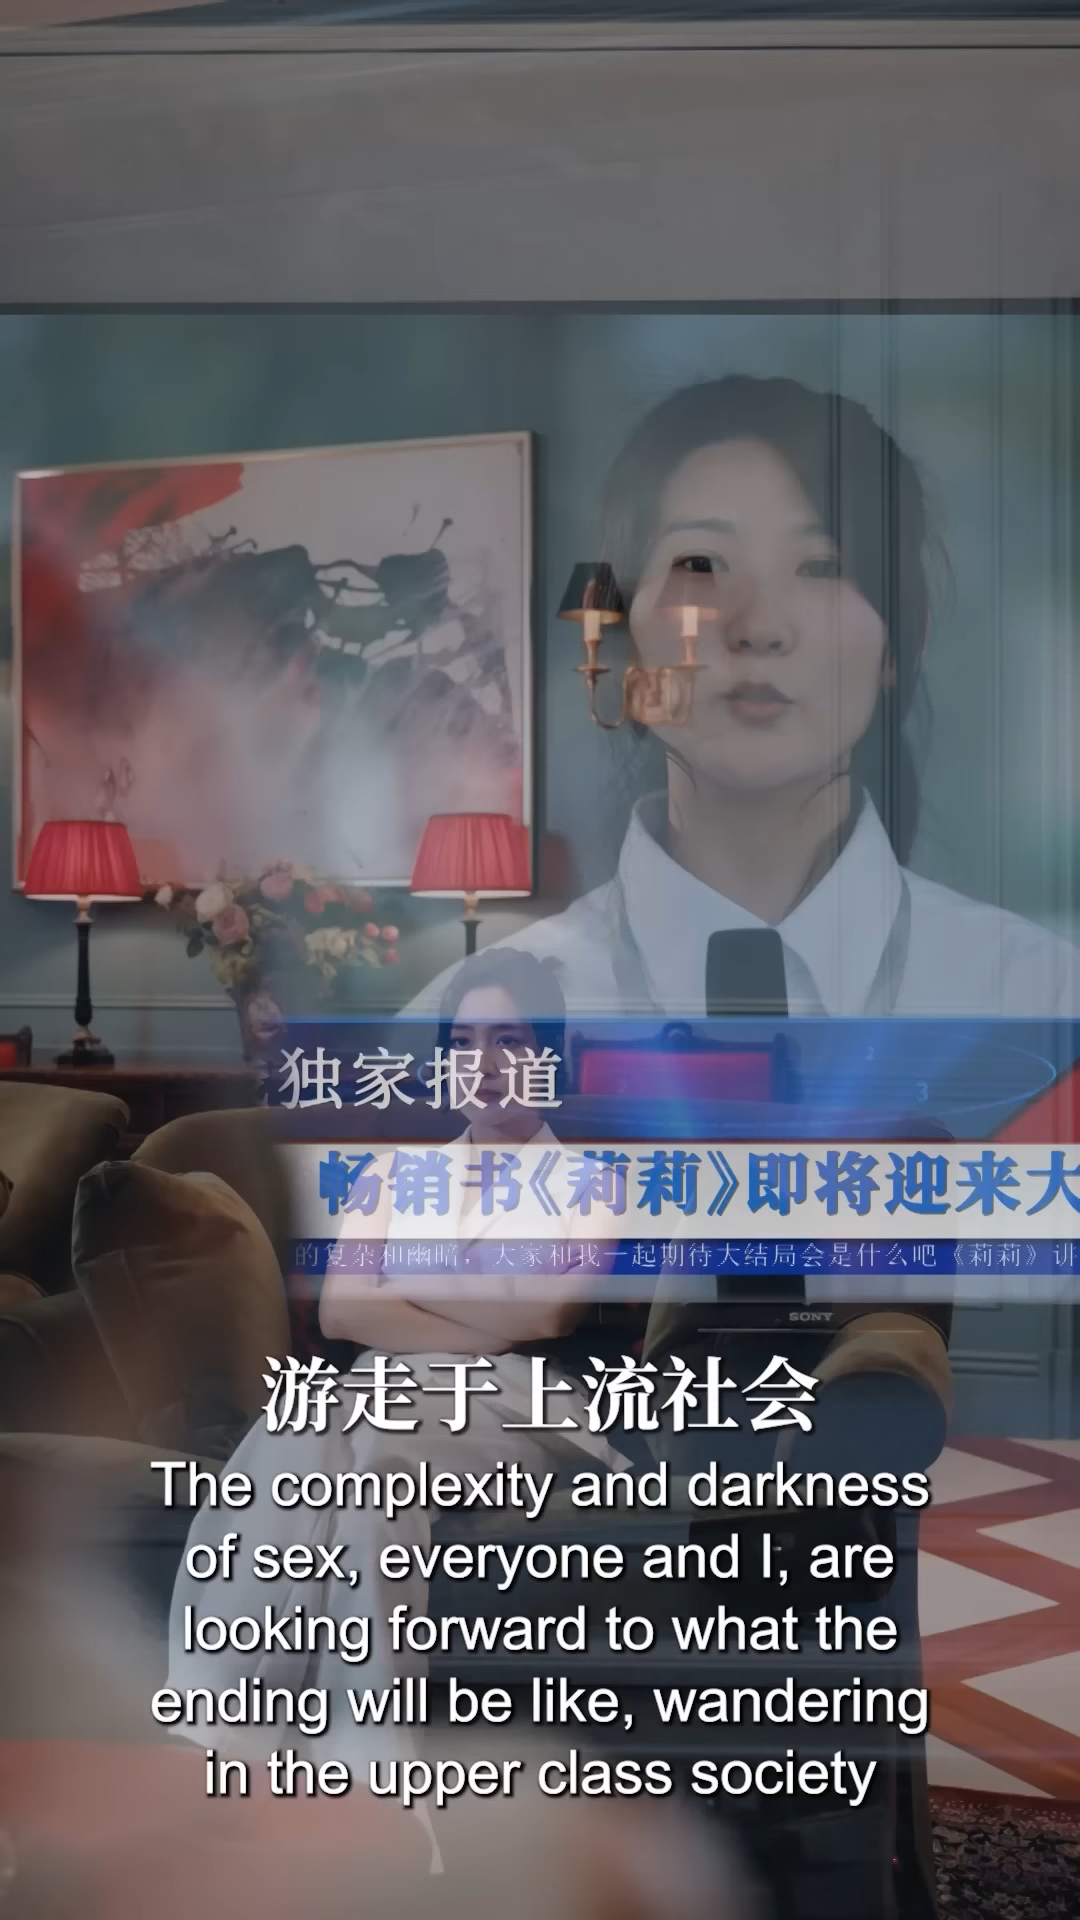 独家报道
畅销书《莉莉》即将迎来大
的复杂和幽暗，大家和我一起期待大结局会是什么吧《莉莉》讲
SONY
游走于上流社会
The complexity and darkness
of sex, everyone and I, are
looking forward to what the
ending will be like, wandering
in the upper class society